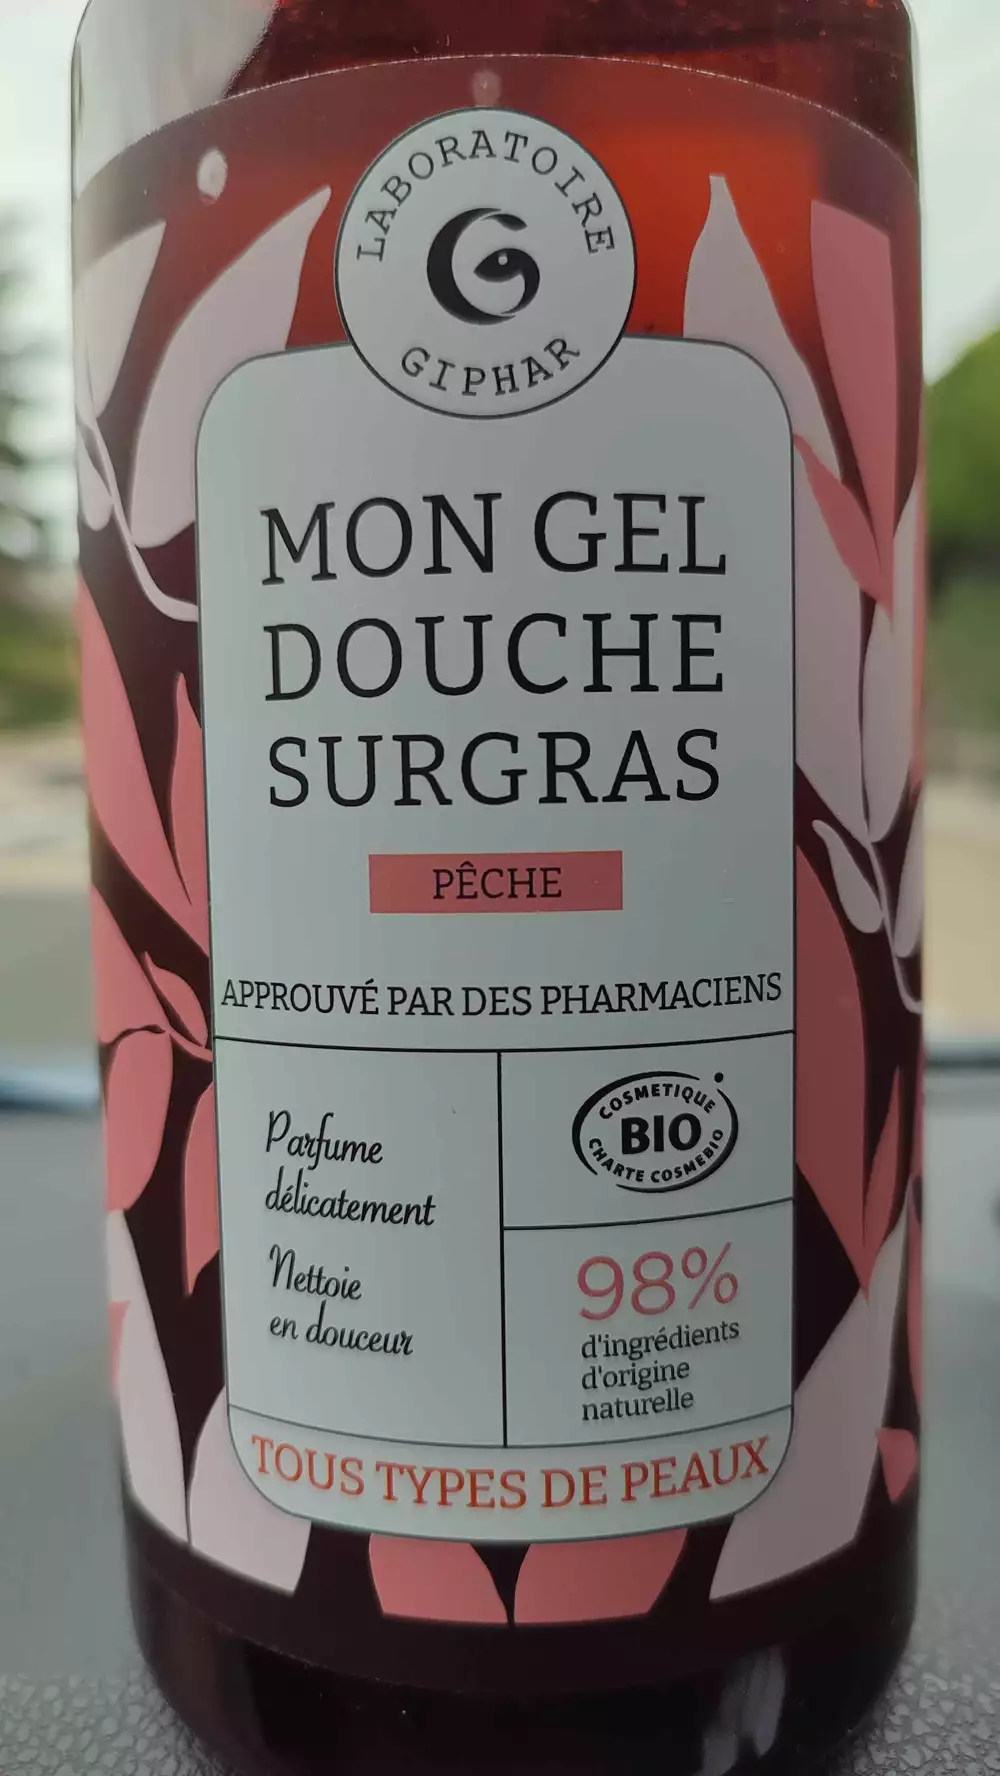 LABORATOIRE
GIPHAR
MON GEL
DOUCHE
SURGRAS
PÊCHE
APPROUVÉ PAR DES PHARMACIENS
Parfume
délicatement
Nettoie
en douceur
COSMETIQUE
BIO
CHARTE COSMEBIO
98%
d'ingrédients
d'origine
naturelle
TOUS TYPES DE PEAUX